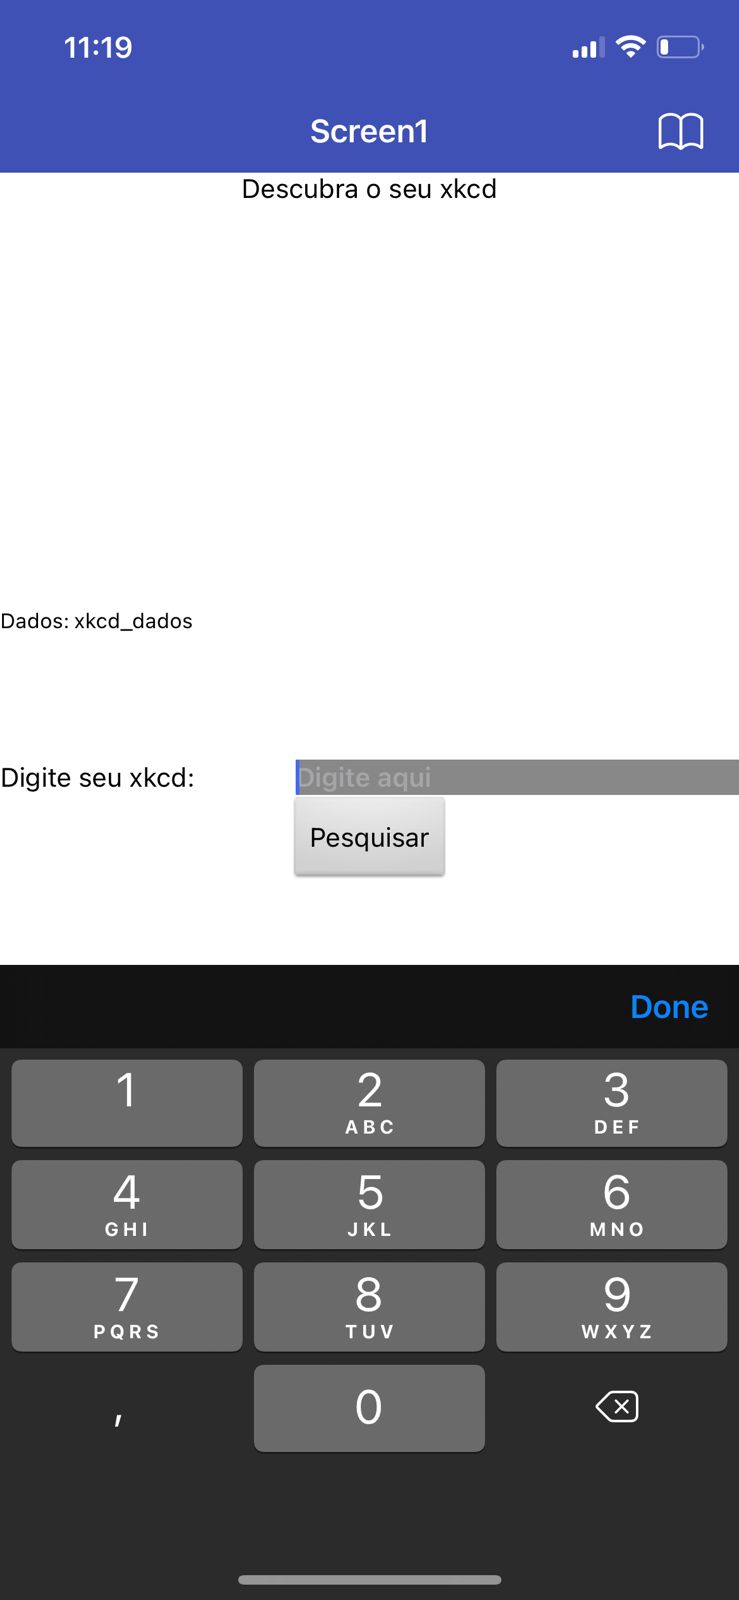 11:19
Screen1
Descubra o seu xkcd
Dados: xkcd_dados
Digite seu xkcd: Digite aqui
Pesquisar
Done
1 2 3
ABC DEF
4 5 6
GHI JKL MNO
7 8 9
PQRS TUV WXYZ
, 0